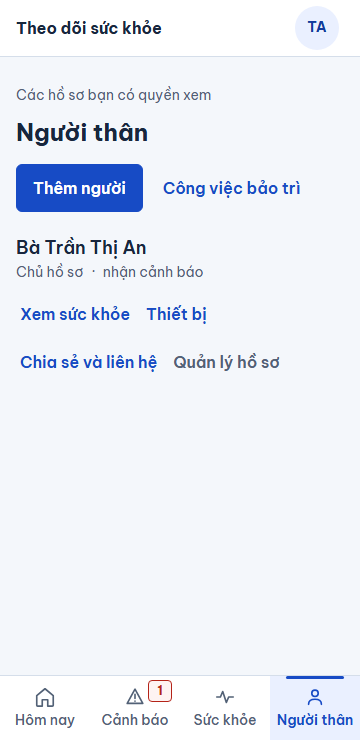 Theo dõi sức khỏe
TA
Các hồ sơ bạn có quyền xem
Người thân
Thêm người
Công việc bảo trì
Bà Trần Thị An
Chủ hồ sơ · nhận cảnh báo
Xem sức khỏe
Thiết bị
Chia sẻ và liên hệ
Quản lý hồ sơ
1
Hôm nay
Cảnh báo
Sức khỏe
Người thân